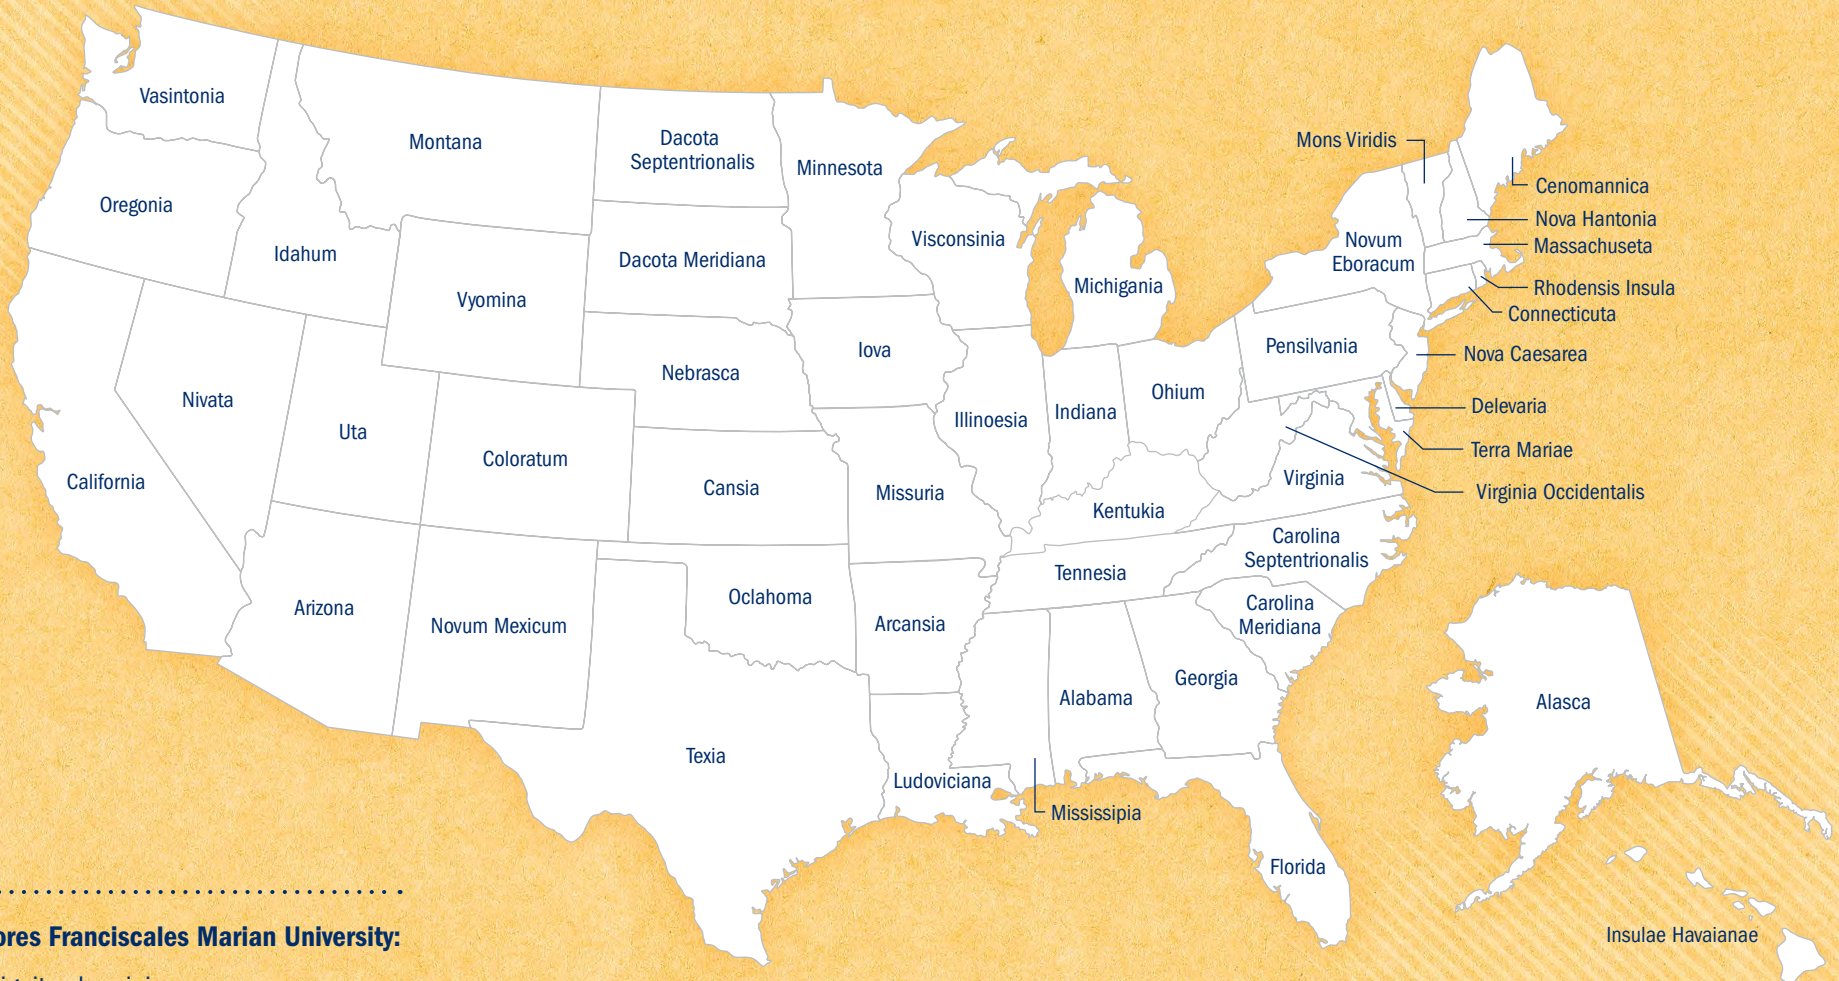 Vasintonia
Oregonia
Idahum
Montana
Dacota
Septentrionalis
Minnesota
Dacota Meridiana
Vyomina
Visconsinia
Michigania
Novum
Eboracum
Mons Viridis
Cenomannica
Nova Hantonia
Massachuseta
Rhodensis Insula
Connecticuta
Nova Caesarea
Delevaria
Terra Mariae
Virginia Occidentalis
Pensilvania
Iova
Nebrasca
Nivata
Uta
Coloratum
California
Cansia
Missuria
Illinoesia
Indiana
Ohium
Kentukia
Virginia
Carolina
Septentrionalis
Tennesia
Carolina
Meridiana
Arizona
Novum Mexicum
Oclahoma
Arcansia
Texia
Ludoviciana
Mississipia
Alabama
Georgia
Florida
Alasca
Insulae Havaianae
Franciscales Marian University: